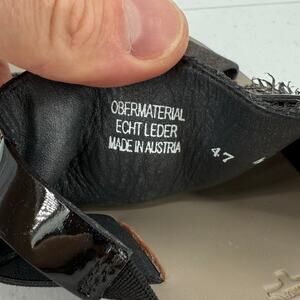 OBERMATERIAL
ECHT LEDER
MADE IN AUSTRIA
47